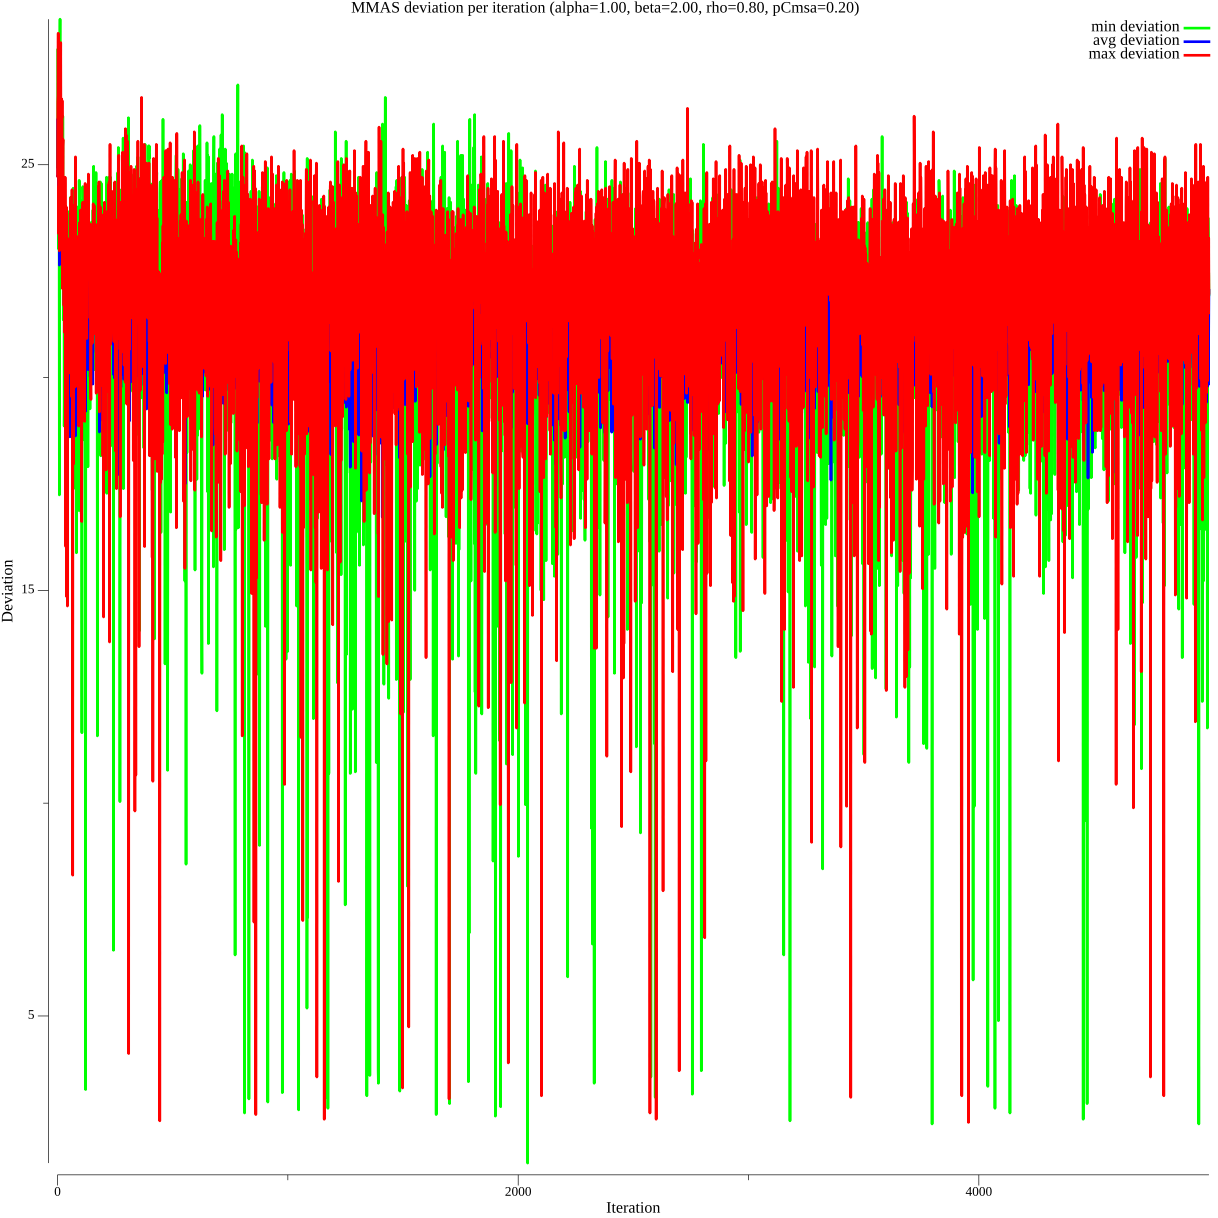 MMAS deviation per iteration (alpha=1.00, beta=2.00, rho=0.80, pCmsa=0.20)
min deviation
avg deviation
max deviation
25
15
5
Deviation
0
2000
4000
Iteration